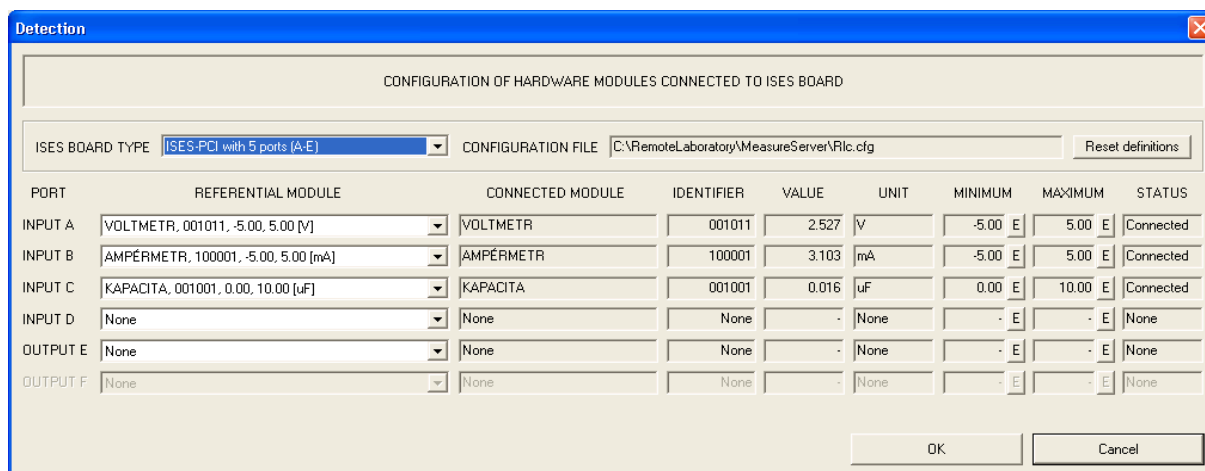 Detection
CONFIGURATION OF HARDWARE MODULES CONNECTED TO ISES BOARD
ISES BOARD TYPE ISES-PCI with 5 ports (A-E) CONFIGURATION FILE C:\RemoteLaboratory\MeasureServer\Rlc.cfg Reset definitions
PORT REFERENTIAL MODULE CONNECTED MODULE IDENTIFIER VALUE UNIT MINIMUM MAXIMUM STATUS
INPUT A VOLTMETR, 001011, -5.00, 5.00 [V] VOLTMETR 001011 2.527 V -5.00 E 5.00 E Connected
INPUT B AMPÉRMETR, 100001, -5.00, 5.00 [mA] AMPÉRMETR 100001 3.103 mA -5.00 E 5.00 E Connected
INPUT C KAPACITA, 001001, 0.00, 10.00 [uF] KAPACITA 001001 0.016 uF 0.00 E 10.00 E Connected
INPUT D None None None - None - E - E None
OUTPUT E None None None - None - E - E None
OUTPUT F None None None - None - E - E None
OK Cancel